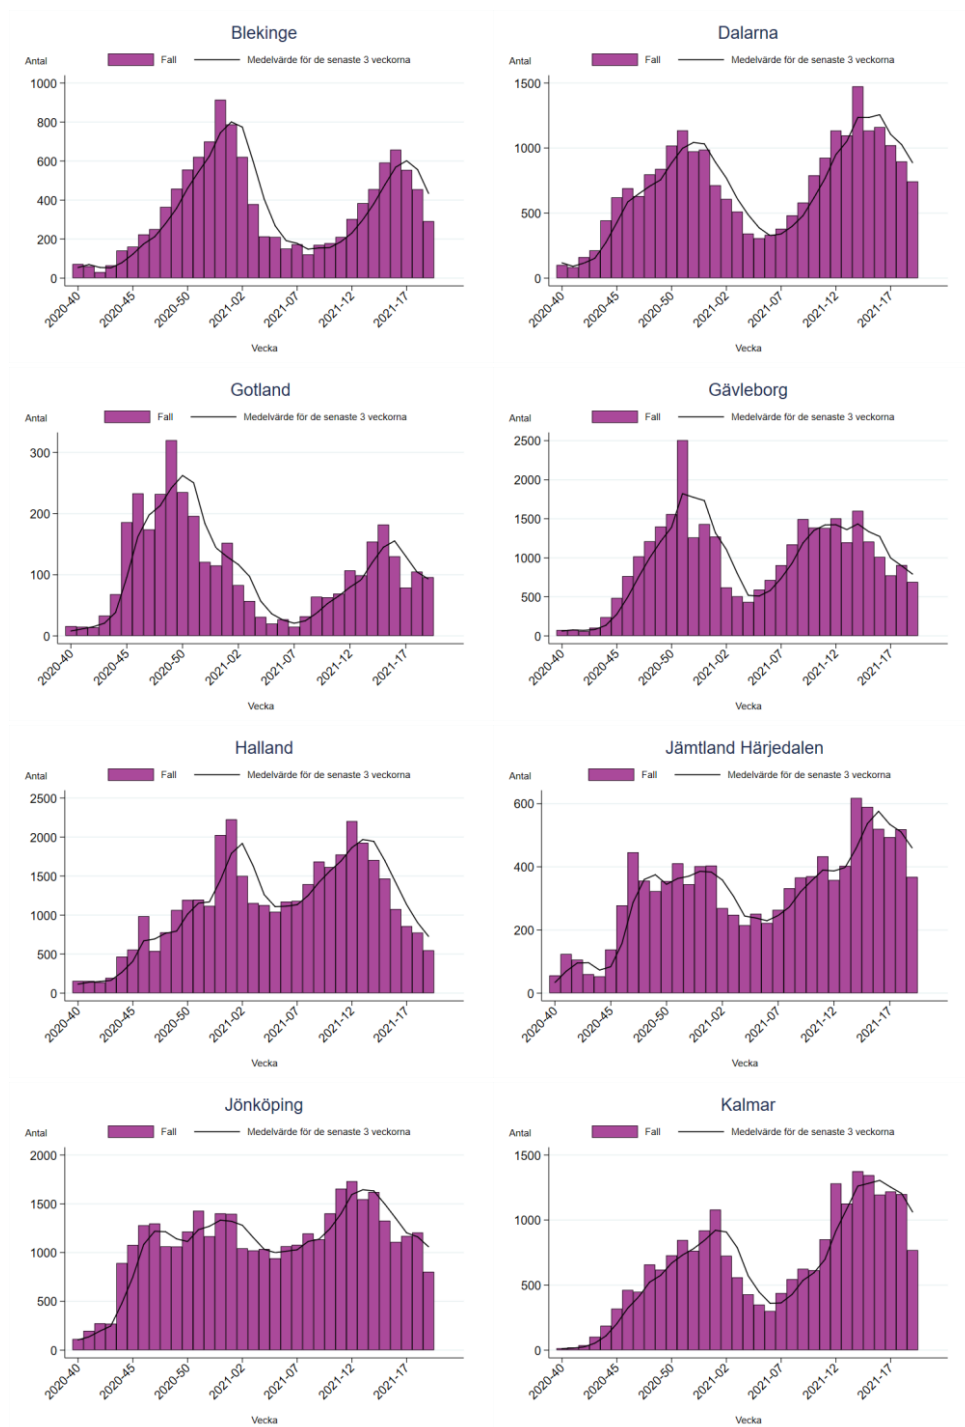 Blekinge
Antal Fall Medelvärde för de senaste 3 veckorna
1000
800
600
400
200
0
2020-40 2020-45 2020-50 2021-02 2021-07 2021-12 2021-17
Vecka
Dalarna
Antal Fall Medelvärde för de senaste 3 veckorna
1500
1000
500
0
2020-40 2020-45 2020-50 2021-02 2021-07 2021-12 2021-17
Vecka
Gotland
Antal Fall Medelvärde för de senaste 3 veckorna
300
200
100
0
2020-40 2020-45 2020-50 2021-02 2021-07 2021-12 2021-17
Vecka
Gävleborg
Antal Fall Medelvärde för de senaste 3 veckorna
2500
2000
1500
1000
500
0
2020-40 2020-45 2020-50 2021-02 2021-07 2021-12 2021-17
Vecka
Halland
Antal Fall Medelvärde för de senaste 3 veckorna
2500
2000
1500
1000
500
0
2020-40 2020-45 2020-50 2021-02 2021-07 2021-12 2021-17
Vecka
Jämtland Härjedalen
Antal Fall Medelvärde för de senaste 3 veckorna
600
400
200
0
2020-40 2020-45 2020-50 2021-02 2021-07 2021-12 2021-17
Vecka
Jönköping
Antal Fall Medelvärde för de senaste 3 veckorna
2000
1500
1000
500
0
2020-40 2020-45 2020-50 2021-02 2021-07 2021-12 2021-17
Vecka
Kalmar
Antal Fall Medelvärde för de senaste 3 veckorna
1500
1000
500
0
2020-40 2020-45 2020-50 2021-02 2021-07 2021-12 2021-17
Vecka